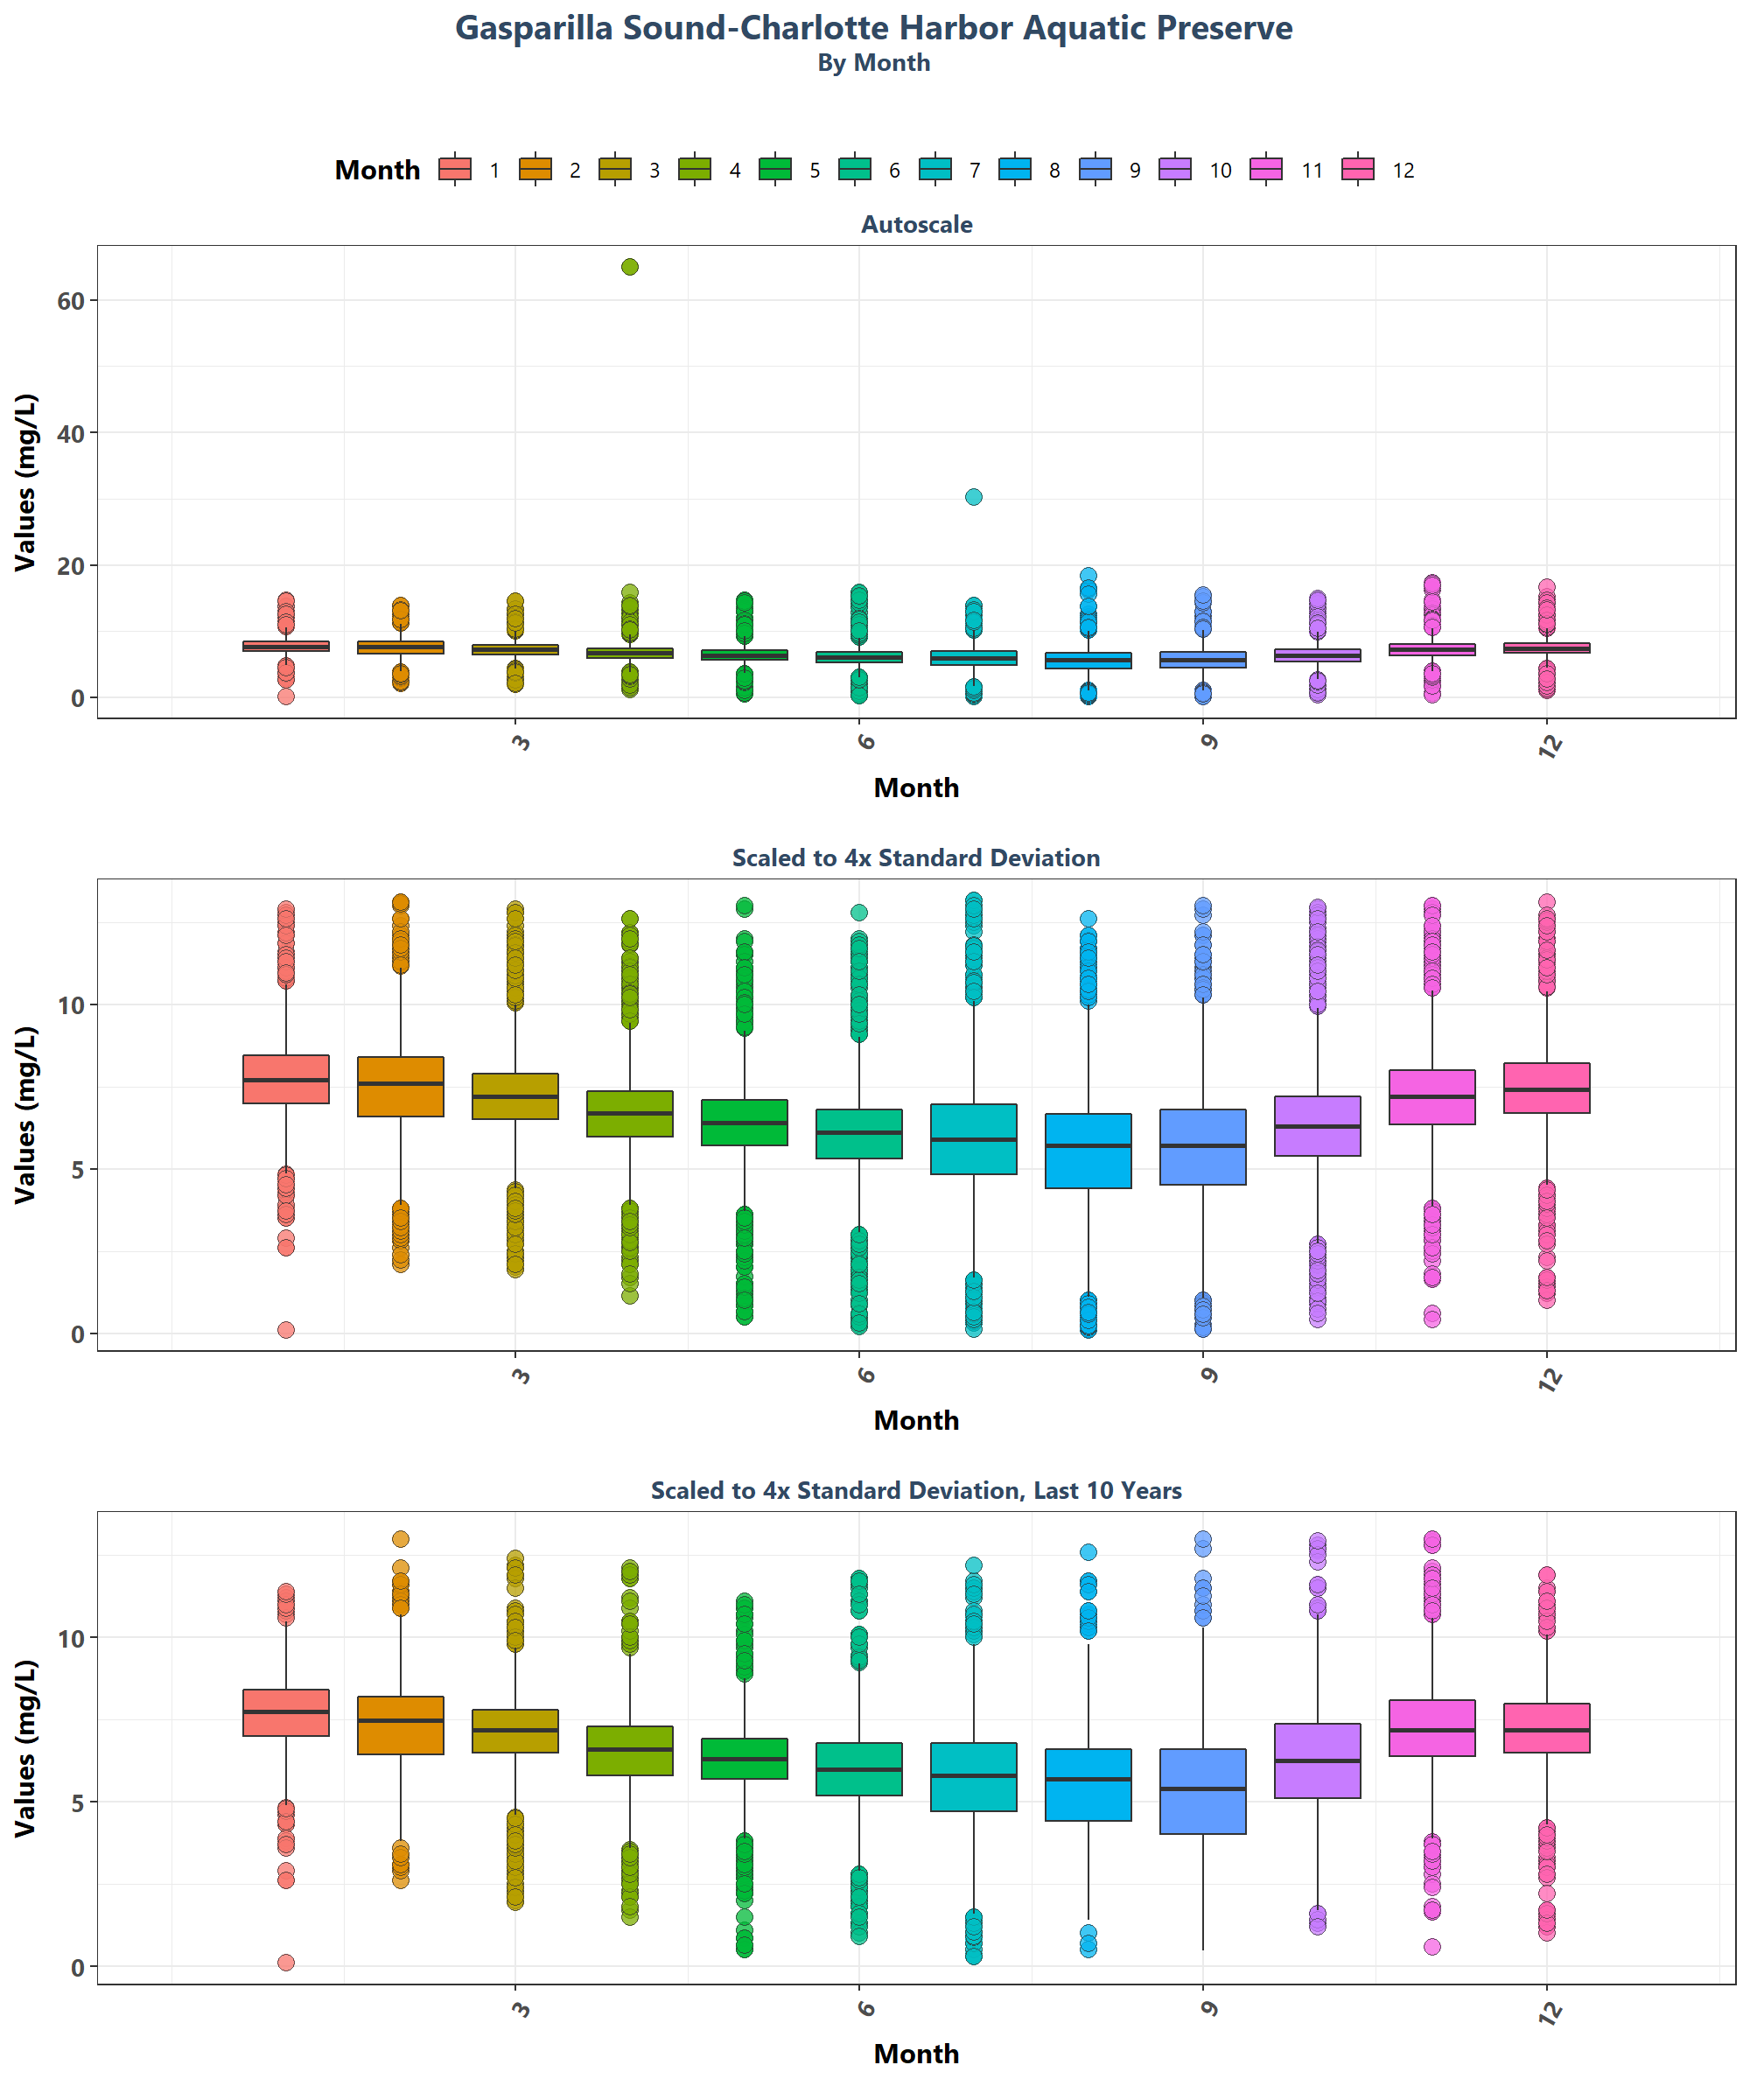 Gasparilla Sound-Charlotte Harbor Aquatic Preserve
By Month
Month 1 2 3 4 5 6 7 8 9 10 11 12
Autoscale
Values (mg/L)
60
40
20
0
3 6 9 12
Month
Scaled to 4x Standard Deviation
Values (mg/L)
10
5
0
3 6 9 12
Month
Scaled to 4x Standard Deviation, Last 10 Years
Values (mg/L)
10
5
0
3 6 9 12
Month